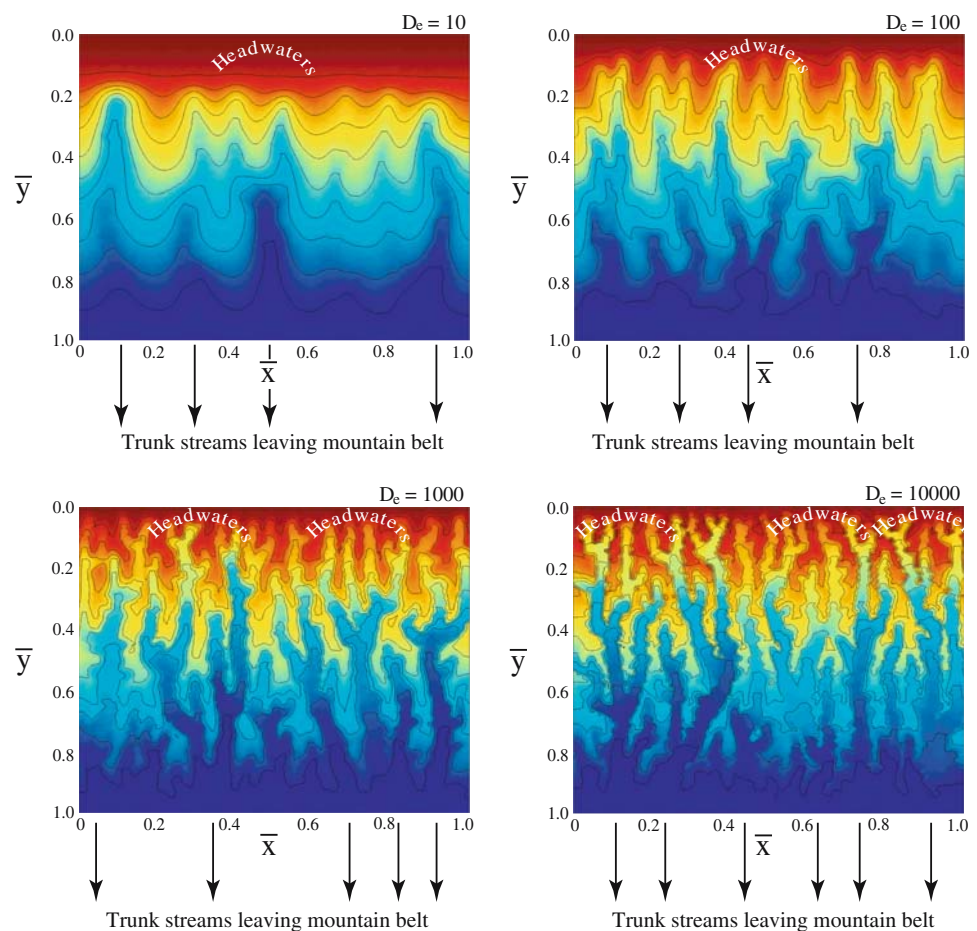 D_e = 10
0.0
Headwaters
0.2
0.4
y̅
0.6
0.8
1.0
0 0.2 0.4 0.6 0.8 1.0
x̅
Trunk streams leaving mountain belt
D_e = 100
0.0
Headwaters
0.2
0.4
y̅
0.6
0.8
1.0
0 0.2 0.4 0.6 0.8 1.0
x̅
Trunk streams leaving mountain belt
D_e = 1000
0.0
Headwaters Headwaters
0.2
0.4
y̅
0.6
0.8
1.0
0 0.2 0.4 0.6 0.8 1.0
x̅
Trunk streams leaving mountain belt
D_e = 10000
0.0
Headwaters Headwaters Headwaters
0.2
0.4
y̅
0.6
0.8
1.0
0 0.2 0.4 0.6 0.8 1.0
x̅
Trunk streams leaving mountain belt